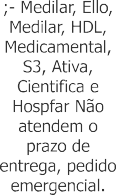 ;- Medilar, Ello,
Medilar, HDL,
Medicamental,
S3, Ativa,
Cientifica e
Hospfar Não
atendem o
prazo de
entrega, pedido
emergencial.